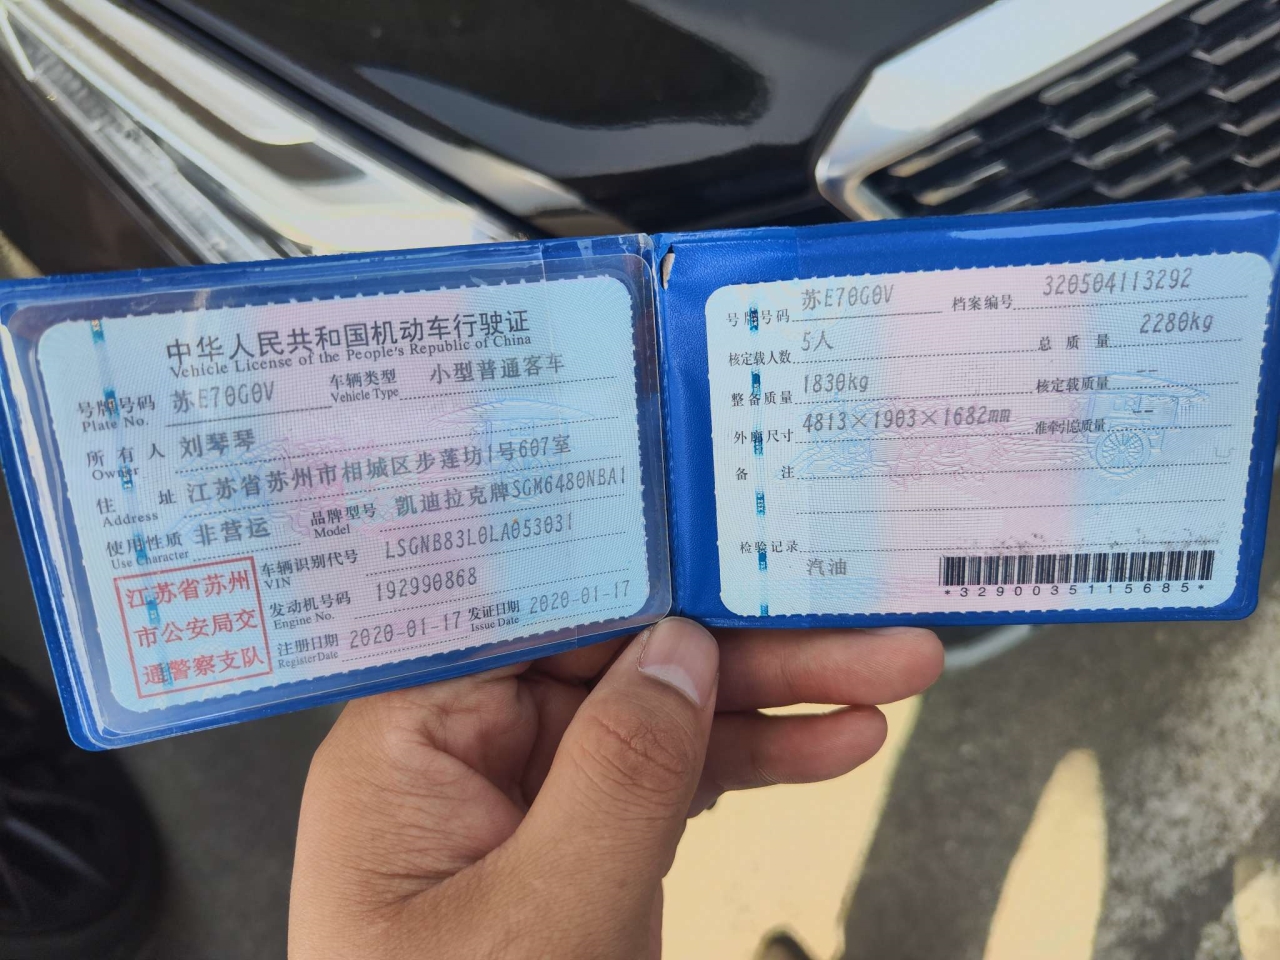 中华人民共和国机动车行驶证
Vehicle License of the People's Republic of China
号牌号码 苏E70G0V 车辆类型 小型普通客车
Plate No. Vehicle Type
所有人 刘琴琴
Owner
住址 江苏省苏州市相城区步莲坊1号607室
Address
使用性质 非营运 品牌型号 凯迪拉克牌SGM6480NBA1
Use Character Model
江苏省苏州
市公安局交
通警察支队
车辆识别代号 LSGNB83L0LA053031
VIN
发动机号码 192990868
Engine No.
注册日期 2020-01-17 发证日期 2020-01-17
Register Date Issue Date
号牌号码 苏E70G0V 档案编号 320504113292
核定载人数 5人 总质量 2280kg
整备质量 1830kg 核定载质量 --
外廓尺寸 4813×1903×1682mm 准牵引总质量 --
备注
检验记录
汽油
*3290035115685*